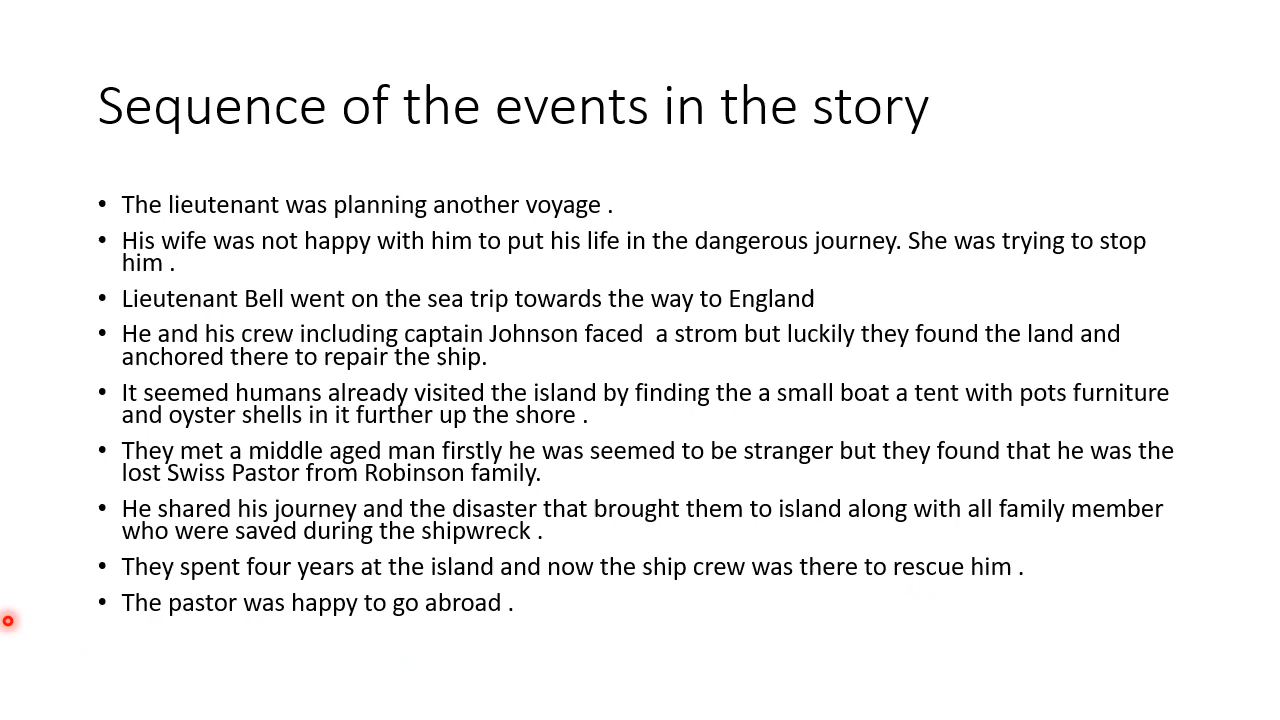 Sequence of the events in the story
• The lieutenant was planning another voyage .
• His wife was not happy with him to put his life in the dangerous journey. She was trying to stop
him .
• Lieutenant Bell went on the sea trip towards the way to England
• He and his crew including captain Johnson faced  a strom but luckily they found the land and
anchored there to repair the ship.
• It seemed humans already visited the island by finding the a small boat a tent with pots furniture
and oyster shells in it further up the shore .
• They met a middle aged man firstly he was seemed to be stranger but they found that he was the
lost Swiss Pastor from Robinson family.
• He shared his journey and the disaster that brought them to island along with all family member
who were saved during the shipwreck .
• They spent four years at the island and now the ship crew was there to rescue him .
• The pastor was happy to go abroad .